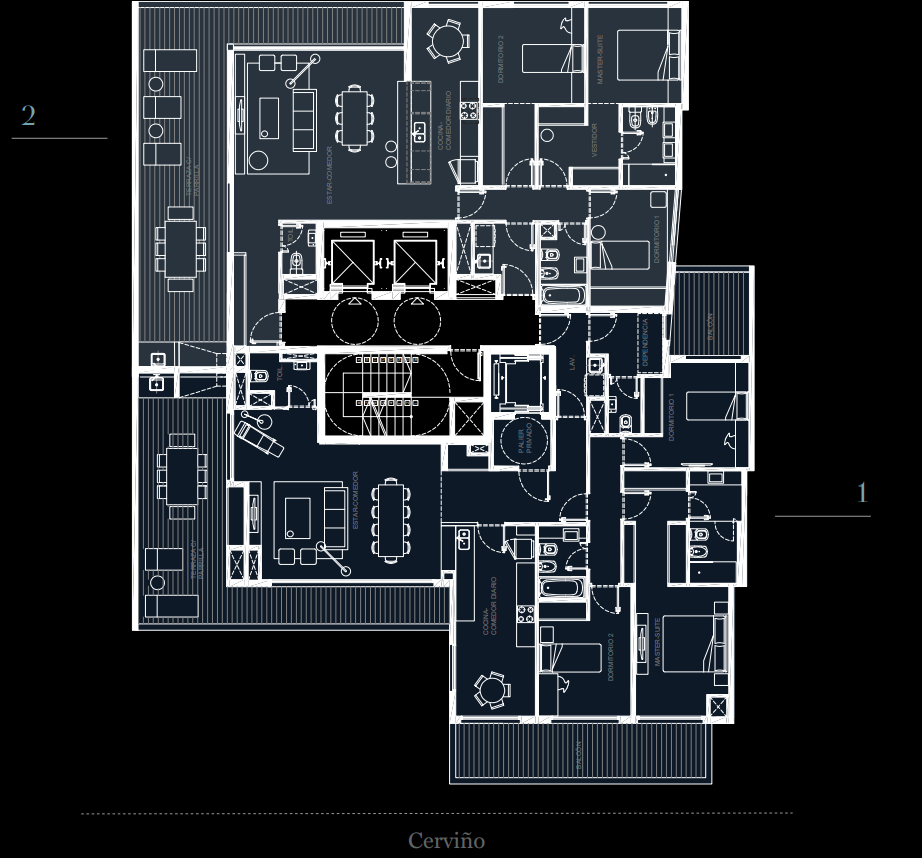 2
DORMITORIO 2
MASTER-SUITE
COCINA-
COMEDOR DIARIO
VESTIDOR
TERRAZA C/
PARRILLA
ESTAR-COMEDOR
DORMITORIO 1
TOIL.
BALCÓN
DEPENDENCIA
LAV.
TOIL.
DORMITORIO 1
PALIER
PRIVADO
ESTAR-COMEDOR
1
TERRAZA C/
PARRILLA
COCINA-
COMEDOR DIARIO
DORMITORIO 2
MASTER-SUITE
BALCÓN
Cerviño